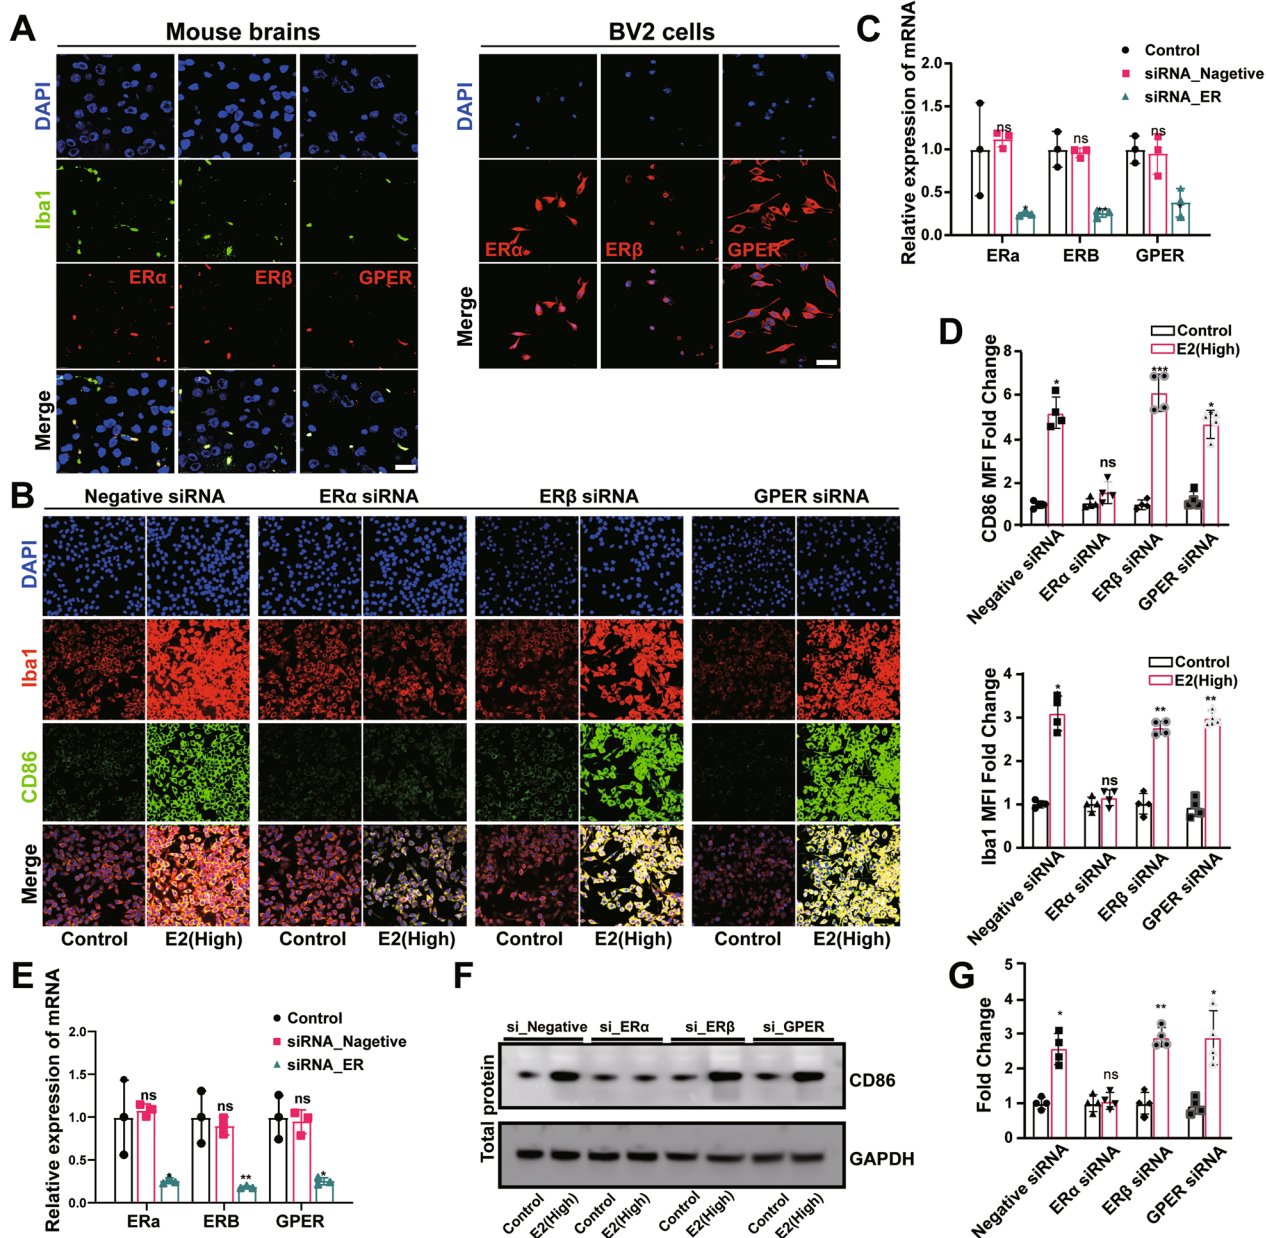 A
Mouse brains
BV2 cells
DAPI
Iba1
ERα
ERβ
GPER
Merge
DAPI
ERα
ERβ
GPER
Merge
C
Relative expression of mRNA
Control
siRNA_Nagetive
siRNA_ER
2.0
1.5
1.0
0.5
0.0
ns
ns
ns
*
**
*
ERa
ERB
GPER
D
CD86 MFI Fold Change
Control
E2(High)
8
6
4
2
0
*
ns
***
*
Negative siRNA
ERα siRNA
ERβ siRNA
GPER siRNA
Iba1 MFI Fold Change
Control
E2(High)
4
3
2
1
0
*
ns
**
**
Negative siRNA
ERα siRNA
ERβ siRNA
GPER siRNA
B
Negative siRNA
ERα siRNA
ERβ siRNA
GPER siRNA
DAPI
Iba1
CD86
Merge
Control E2(High) Control E2(High) Control E2(High) Control E2(High)
E
Relative expression of mRNA
Control
siRNA_Nagetive
siRNA_ER
2.0
1.5
1.0
0.5
0.0
ns
ns
ns
*
**
*
ERa
ERB
GPER
F
si_Negative si_ERα si_ERβ si_GPER
Total protein
CD86
GAPDH
Control E2(High) Control E2(High) Control E2(High) Control E2(High)
G
Fold Change
5
4
3
2
1
0
*
ns
**
*
Negative siRNA
ERα siRNA
ERβ siRNA
GPER siRNA